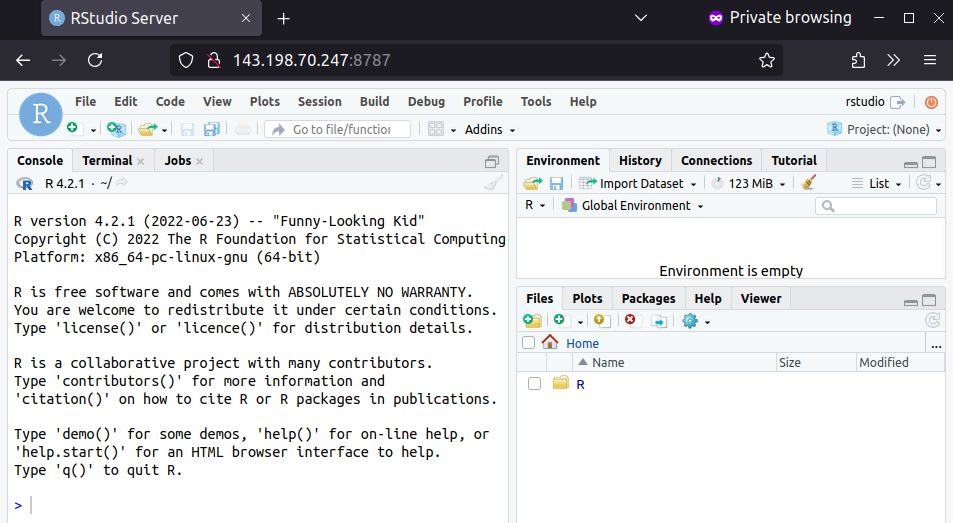 RStudio Server
Private browsing
143.198.70.247:8787
R
File Edit Code View Plots Session Build Debug Profile Tools Help
rstudio
Go to file/function
Addins
Project: (None)
Console Terminal Jobs
R 4.2.1 · ~/
R version 4.2.1 (2022-06-23) -- "Funny-Looking Kid"
Copyright (C) 2022 The R Foundation for Statistical Computing
Platform: x86_64-pc-linux-gnu (64-bit)
R is free software and comes with ABSOLUTELY NO WARRANTY.
You are welcome to redistribute it under certain conditions.
Type 'license()' or 'licence()' for distribution details.
R is a collaborative project with many contributors.
Type 'contributors()' for more information and
'citation()' on how to cite R or R packages in publications.
Type 'demo()' for some demos, 'help()' for on-line help, or
'help.start()' for an HTML browser interface to help.
Type 'q()' to quit R.
>
Environment History Connections Tutorial
Import Dataset 123 MiB List
R Global Environment
Environment is empty
Files Plots Packages Help Viewer
Home ...
Name Size Modified
R